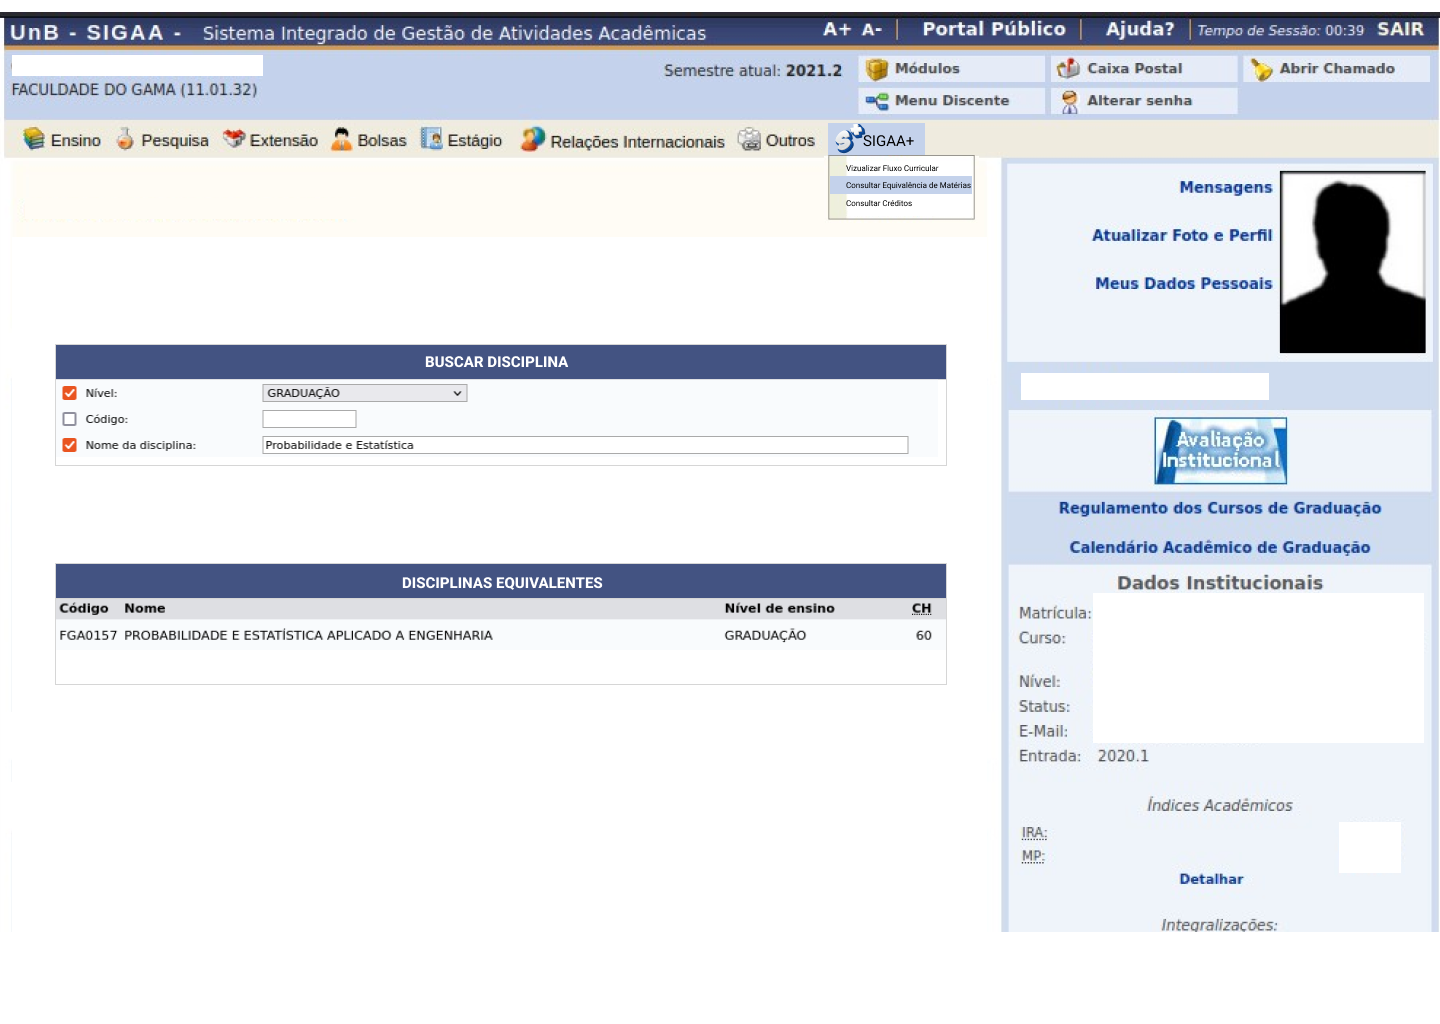 UnB - SIGAA - Sistema Integrado de Gestão de Atividades Acadêmicas A+ A- Portal Público Ajuda? Tempo de Sessão: 00:39 SAIR
FACULDADE DO GAMA (11.01.32)
Semestre atual: 2021.2
Módulos Caixa Postal Abrir Chamado
Menu Discente Alterar senha
Ensino Pesquisa Extensão Bolsas Estágio Relações Internacionais Outros SIGAA+
Vizualizar Fluxo Curricular
Consultar Equivalência de Matérias
Consultar Créditos
BUSCAR DISCIPLINA
Nível: GRADUAÇÃO
Código:
Nome da disciplina: Probabilidade e Estatística
DISCIPLINAS EQUIVALENTES
Código Nome Nível de ensino CH
FGA0157 PROBABILIDADE E ESTATÍSTICA APLICADO A ENGENHARIA GRADUAÇÃO 60
Mensagens
Atualizar Foto e Perfil
Meus Dados Pessoais
Avaliação
Institucional
Regulamento dos Cursos de Graduação
Calendário Acadêmico de Graduação
Dados Institucionais
Matrícula:
Curso:
Nível:
Status:
E-Mail:
Entrada: 2020.1
Índices Acadêmicos
IRA:
MP:
Detalhar
Integralizações: